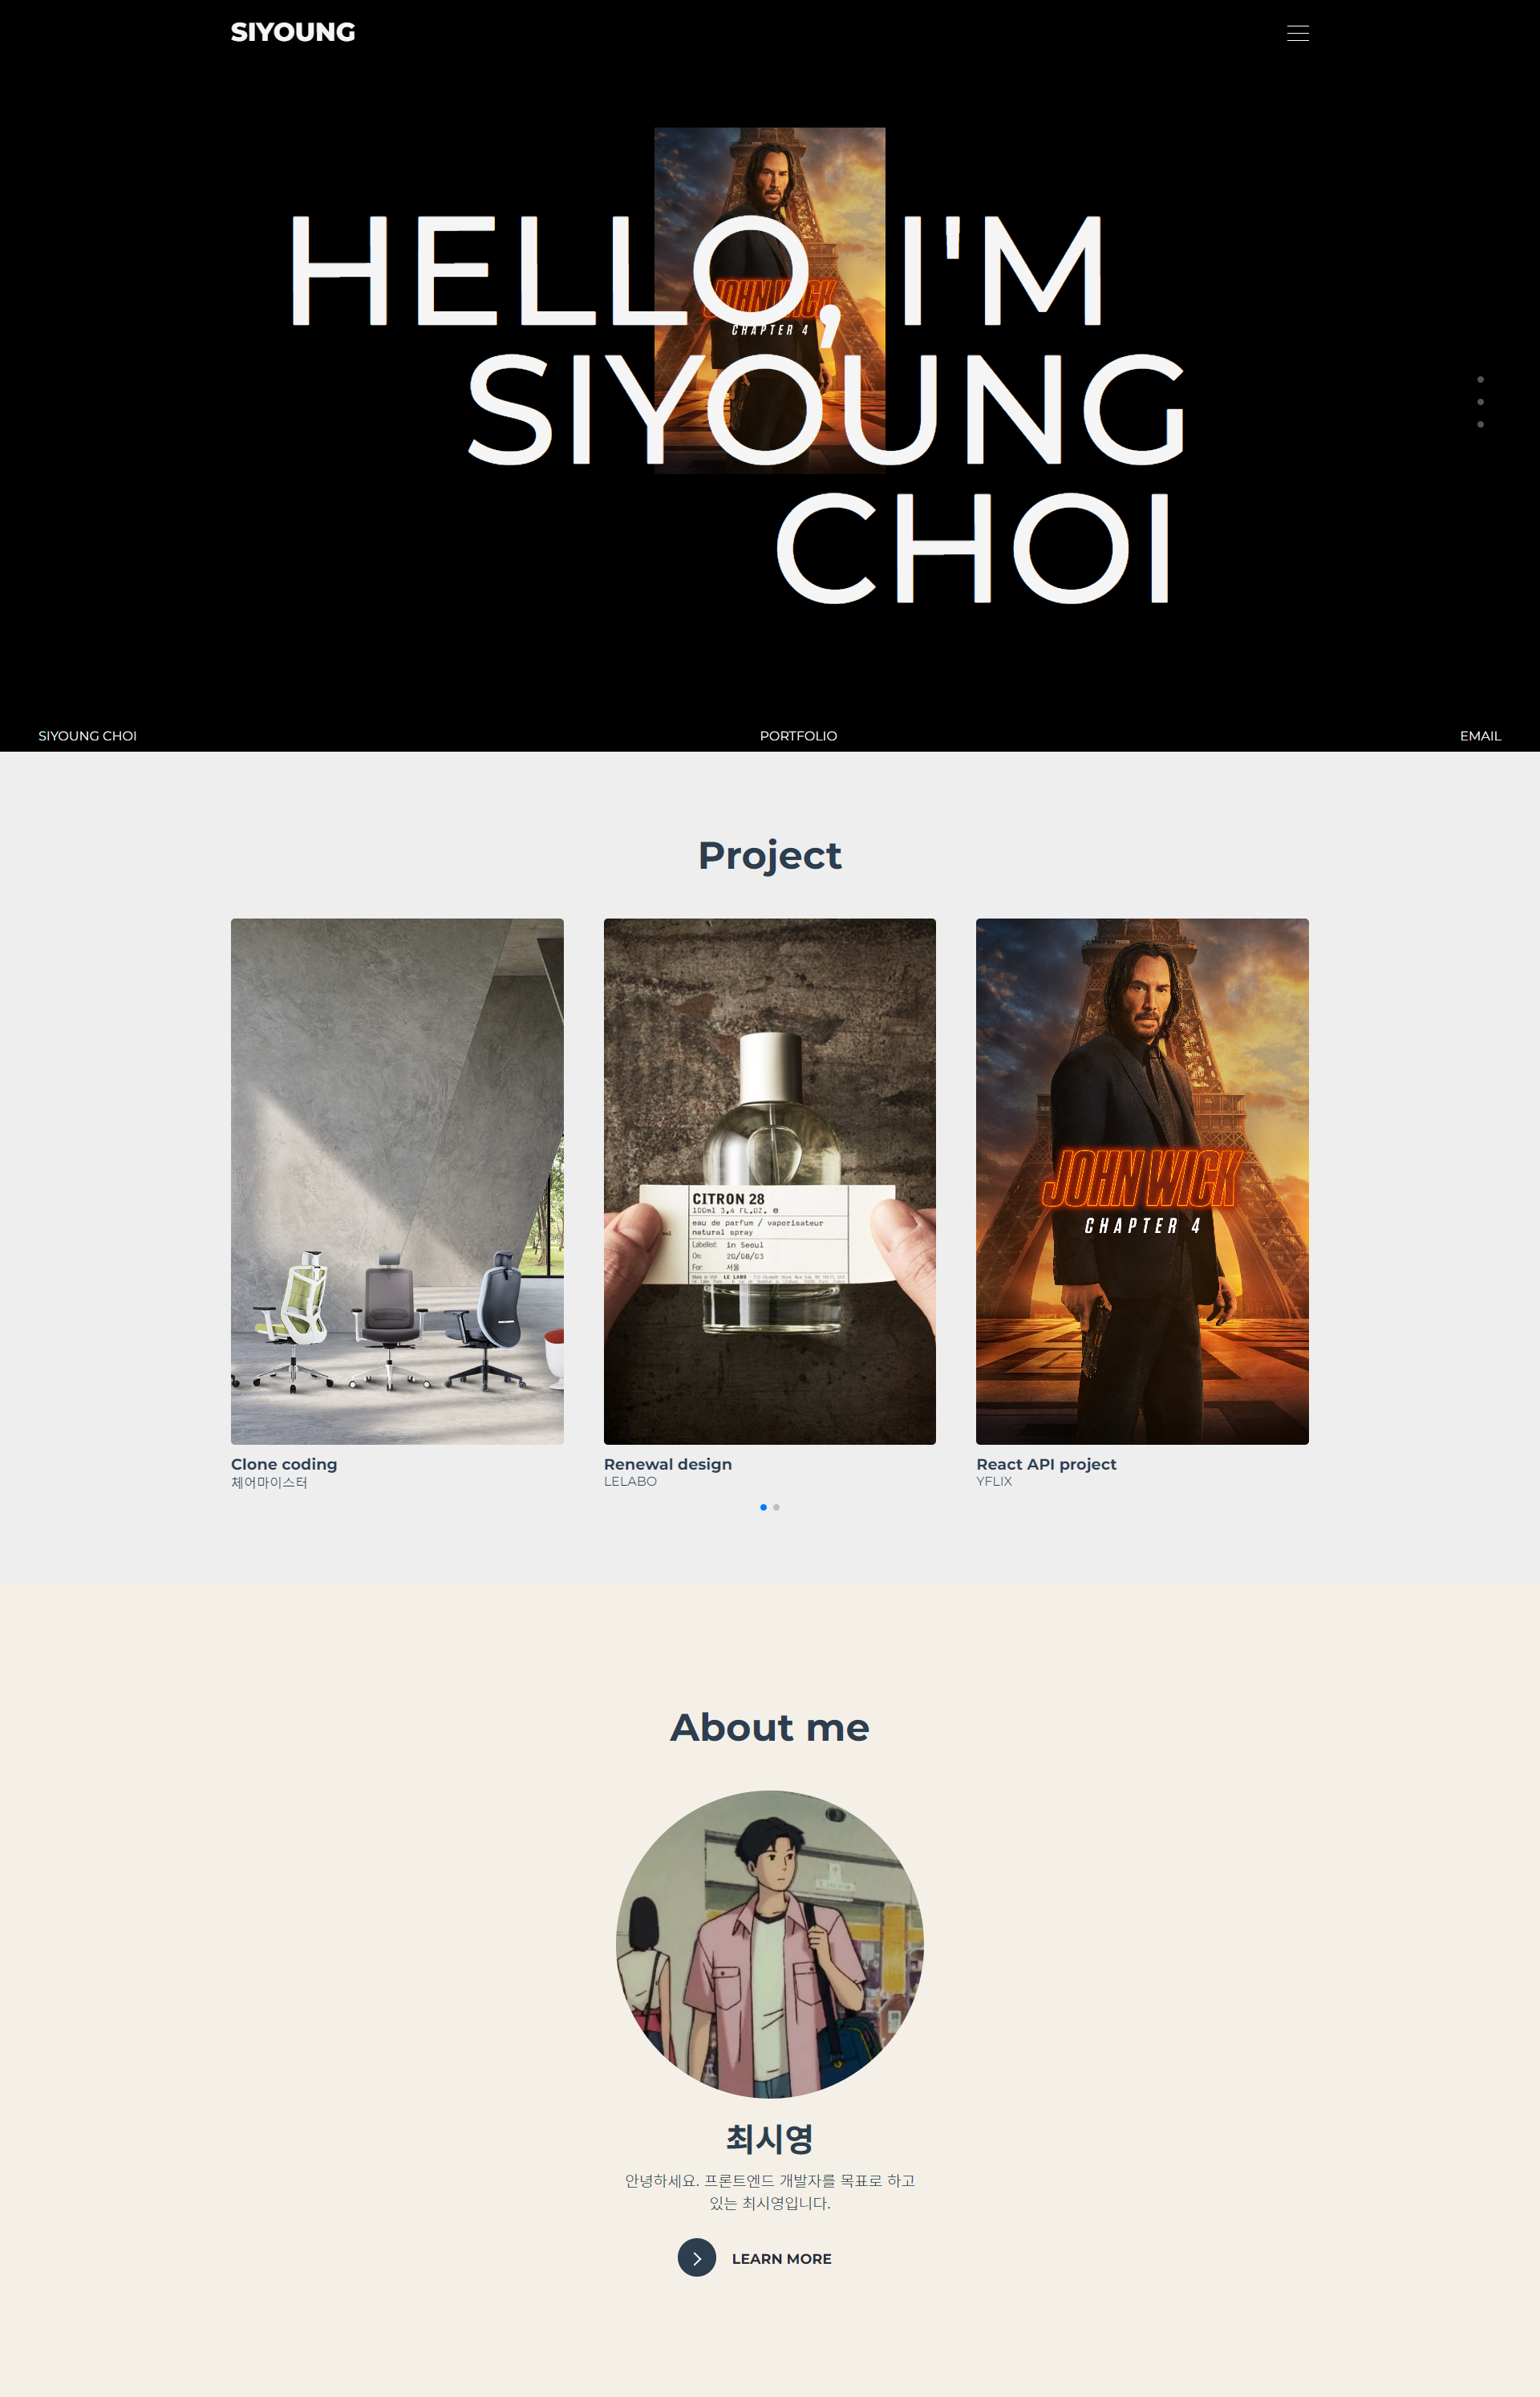 SIYOUNG
JOHN WICK
CHAPTER 4
HELLO, I'M
SIYOUNG
CHOI
SIYOUNG CHOI
PORTFOLIO
EMAIL
Project
CITRON 28
100ml 3,4 FL.OZ. ℮
eau de parfum / vaporisateur
natural spray
Labelled: in Seoul
On: 20/08/03
For: 서울
JOHN WICK
CHAPTER 4
Clone coding
체어마이스터
Renewal design
LELABO
React API project
YFLIX
About me
최시영
안녕하세요. 프론트엔드 개발자를 목표로 하고
있는 최시영입니다.
LEARN MORE